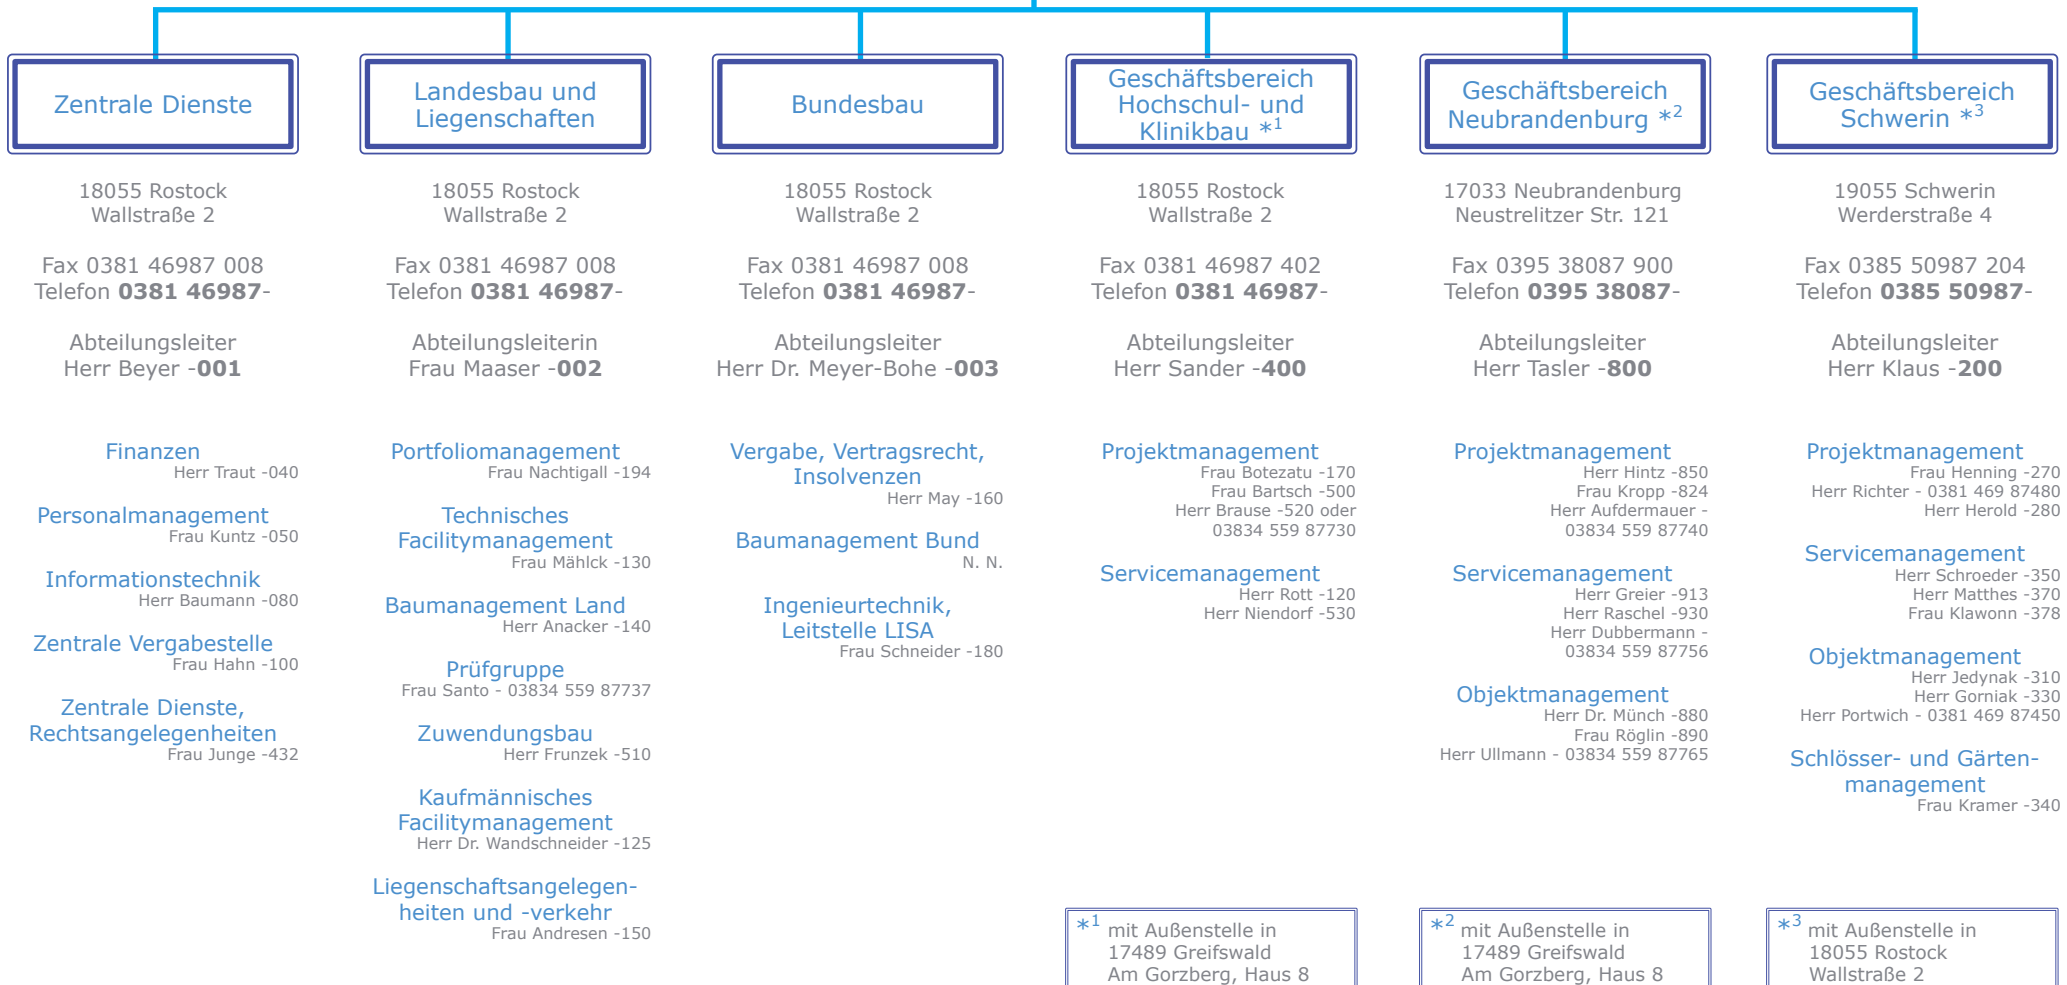 Zentrale Dienste
18055 Rostock
Wallstraße 2
Fax 0381 46987 008
Telefon 0381 46987-
Abteilungsleiter
Herr Beyer -001
Finanzen
Herr Traut -040
Personalmanagement
Frau Kuntz -050
Informationstechnik
Herr Baumann -080
Zentrale Vergabestelle
Frau Hahn -100
Zentrale Dienste,
Rechtsangelegenheiten
Frau Junge -432
Landesbau und
Liegenschaften
18055 Rostock
Wallstraße 2
Fax 0381 46987 008
Telefon 0381 46987-
Abteilungsleiterin
Frau Maaser -002
Portfoliomanagement
Frau Nachtigall -194
Technisches
Facilitymanagement
Frau Mählck -130
Baumanagement Land
Herr Anacker -140
Prüfgruppe
Frau Santo - 03834 559 87737
Zuwendungsbau
Herr Frunzek -510
Kaufmännisches
Facilitymanagement
Herr Dr. Wandschneider -125
Liegenschaftsangelegen-
heiten und -verkehr
Frau Andresen -150
Bundesbau
18055 Rostock
Wallstraße 2
Fax 0381 46987 008
Telefon 0381 46987-
Abteilungsleiter
Herr Dr. Meyer-Bohe -003
Vergabe, Vertragsrecht,
Insolvenzen
Herr May -160
Baumanagement Bund
N. N.
Ingenieurtechnik,
Leitstelle LISA
Frau Schneider -180
Geschäftsbereich
Hochschul- und
Klinikbau *1
18055 Rostock
Wallstraße 2
Fax 0381 46987 402
Telefon 0381 46987-
Abteilungsleiter
Herr Sander -400
Projektmanagement
Frau Botezatu -170
Frau Bartsch -500
Herr Brause -520 oder
03834 559 87730
Servicemanagement
Herr Rott -120
Herr Niendorf -530
*1 mit Außenstelle in
17489 Greifswald
Am Gorzberg, Haus 8
Geschäftsbereich
Neubrandenburg *2
17033 Neubrandenburg
Neustrelitzer Str. 121
Fax 0395 38087 900
Telefon 0395 38087-
Abteilungsleiter
Herr Tasler -800
Projektmanagement
Herr Hintz -850
Frau Kropp -824
Herr Aufdermauer -
03834 559 87740
Servicemanagement
Herr Greier -913
Herr Raschel -930
Herr Dubbermann -
03834 559 87756
Objektmanagement
Herr Dr. Münch -880
Frau Röglin -890
Herr Ullmann - 03834 559 87765
*2 mit Außenstelle in
17489 Greifswald
Am Gorzberg, Haus 8
Geschäftsbereich
Schwerin *3
19055 Schwerin
Werderstraße 4
Fax 0385 50987 204
Telefon 0385 50987-
Abteilungsleiter
Herr Klaus -200
Projektmanagement
Frau Henning -270
Herr Richter - 0381 469 87480
Herr Herold -280
Servicemanagement
Herr Schroeder -350
Herr Matthes -370
Frau Klawonn -378
Objektmanagement
Herr Jedynak -310
Herr Gorniak -330
Herr Portwich - 0381 469 87450
Schlösser- und Gärten-
management
Frau Kramer -340
*3 mit Außenstelle in
18055 Rostock
Wallstraße 2